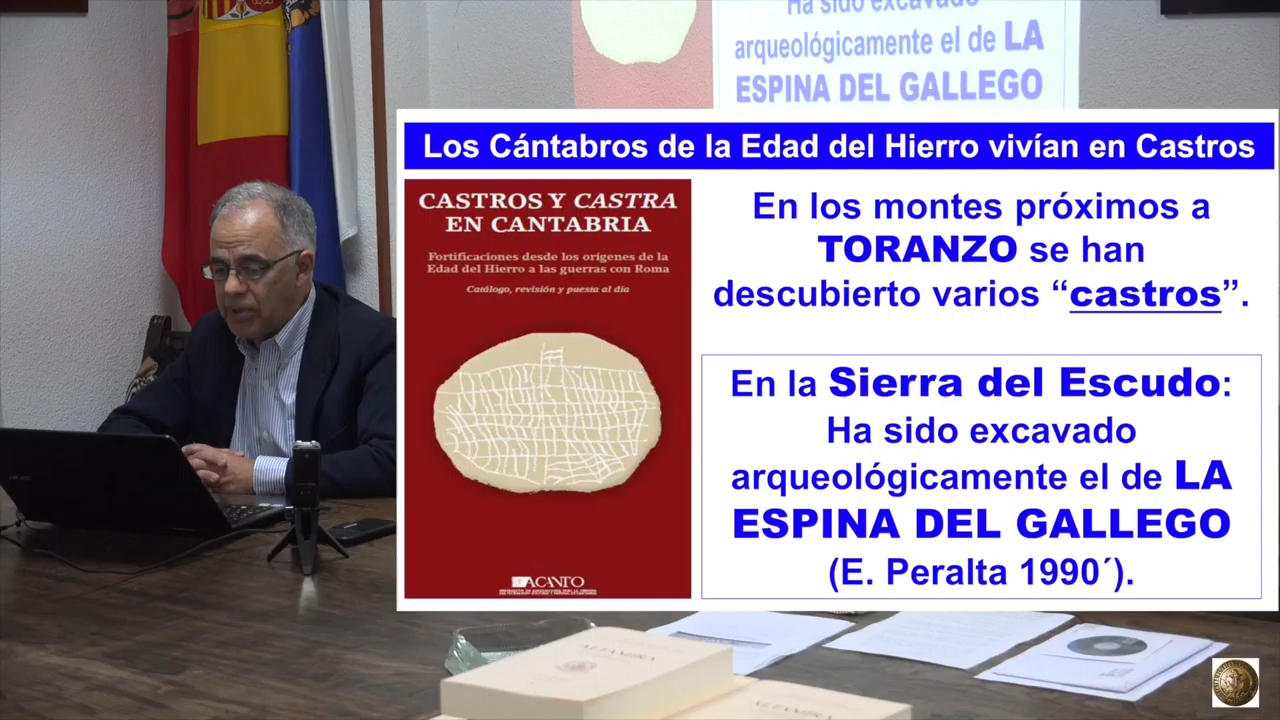 Ha sido excavado
arqueológicamente el de LA
ESPINA DEL GALLEGO
Los Cántabros de la Edad del Hierro vivían en Castros
CASTROS Y CASTRA
EN CANTABRIA
Fortificaciones desde los orígenes de la
Edad del Hierro a las guerras con Roma
Catálogo, revisión y puesta al día
ACANTO
En los montes próximos a
TORANZO se han
descubierto varios “castros”.
En la Sierra del Escudo:
Ha sido excavado
arqueológicamente el de LA
ESPINA DEL GALLEGO
(E. Peralta 1990´).
ALTAMIRA
ALTAMIRA